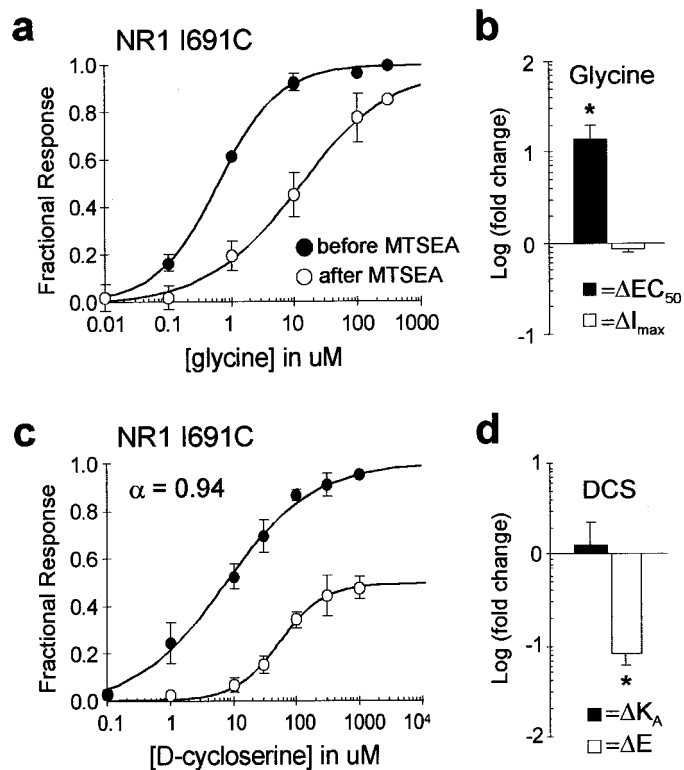 a
NR1 I691C
Fractional Response
1.0
0.8
0.6
0.4
0.2
0.0
0.01 0.1 1 10 100 1000
before MTSEA
after MTSEA
[glycine] in uM
b
Glycine
Log (fold change)
2
1
0
-1
*
=ΔEC50
=ΔImax
c
NR1 I691C
α = 0.94
Fractional Response
1.0
0.8
0.6
0.4
0.2
0.0
0.1 1 10 100 1000 10⁴
[D-cycloserine] in uM
d
DCS
Log (fold change)
1
0
-1
-2
*
=ΔKA
=ΔE